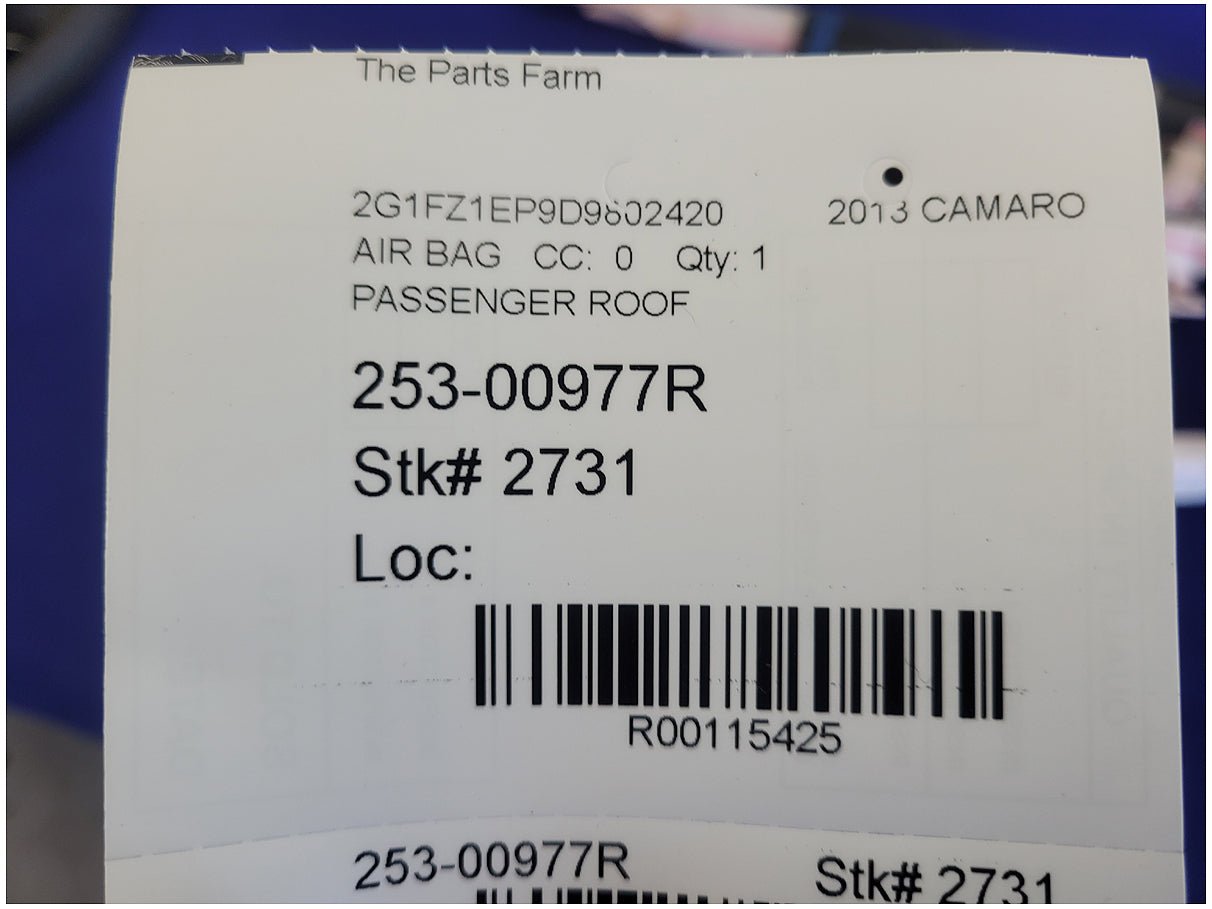 The Parts Farm
2G1FZ1EP9D9802420 2013 CAMARO
AIR BAG CC: 0 Qty: 1
PASSENGER ROOF
253-00977R
Stk# 2731
Loc:
R00115425
253-00977R Stk# 2731